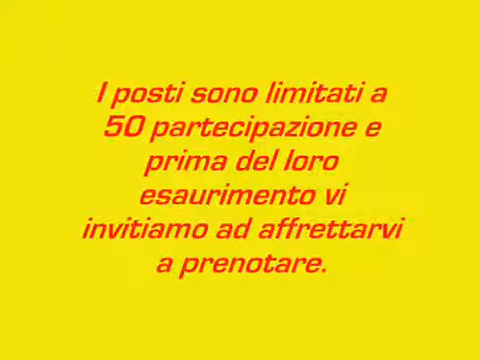 I posti sono limitati a
50 partecipazione e
prima del loro
esaurimento vi
invitiamo ad affrettarvi
a prenotare.